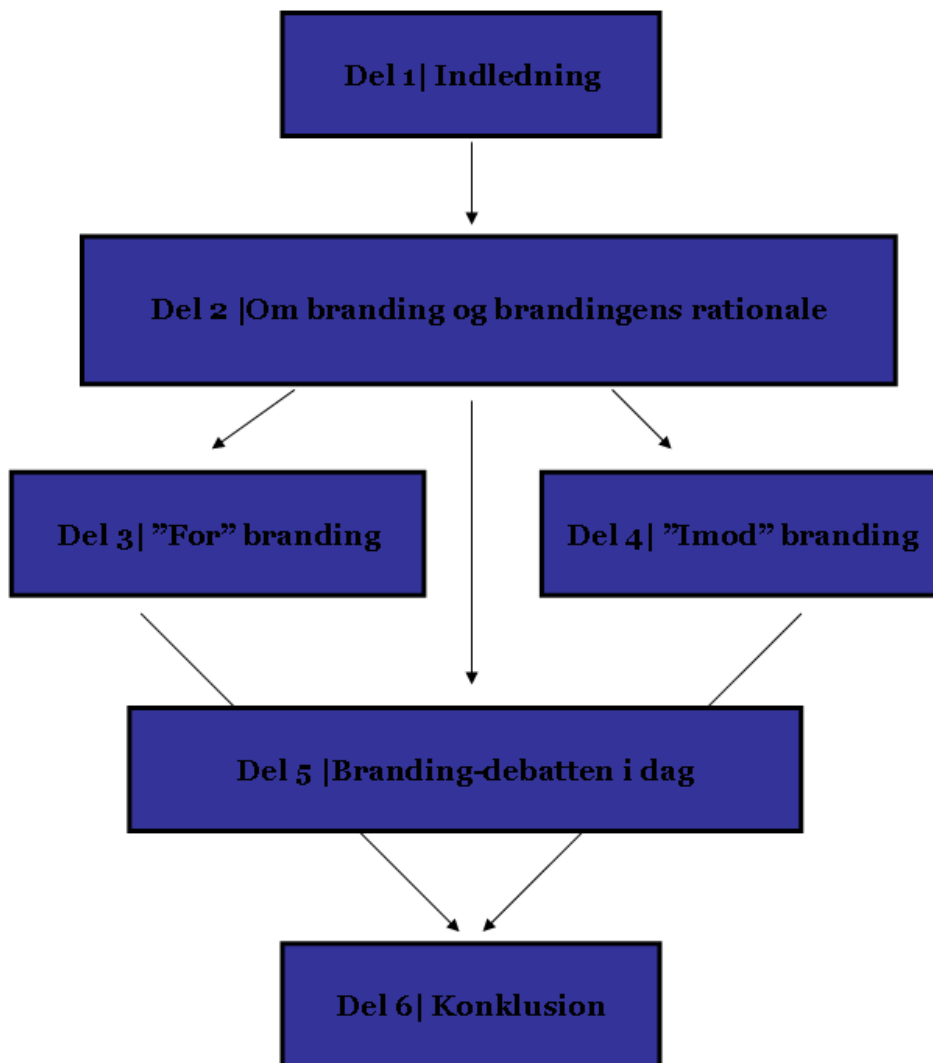 Del 1| Indledning
Del 2 |Om branding og brandingens rationale
Del 3| ”For” branding
Del 4| ”Imod” branding
Del 5 |Branding-debatten i dag
Del 6| Konklusion